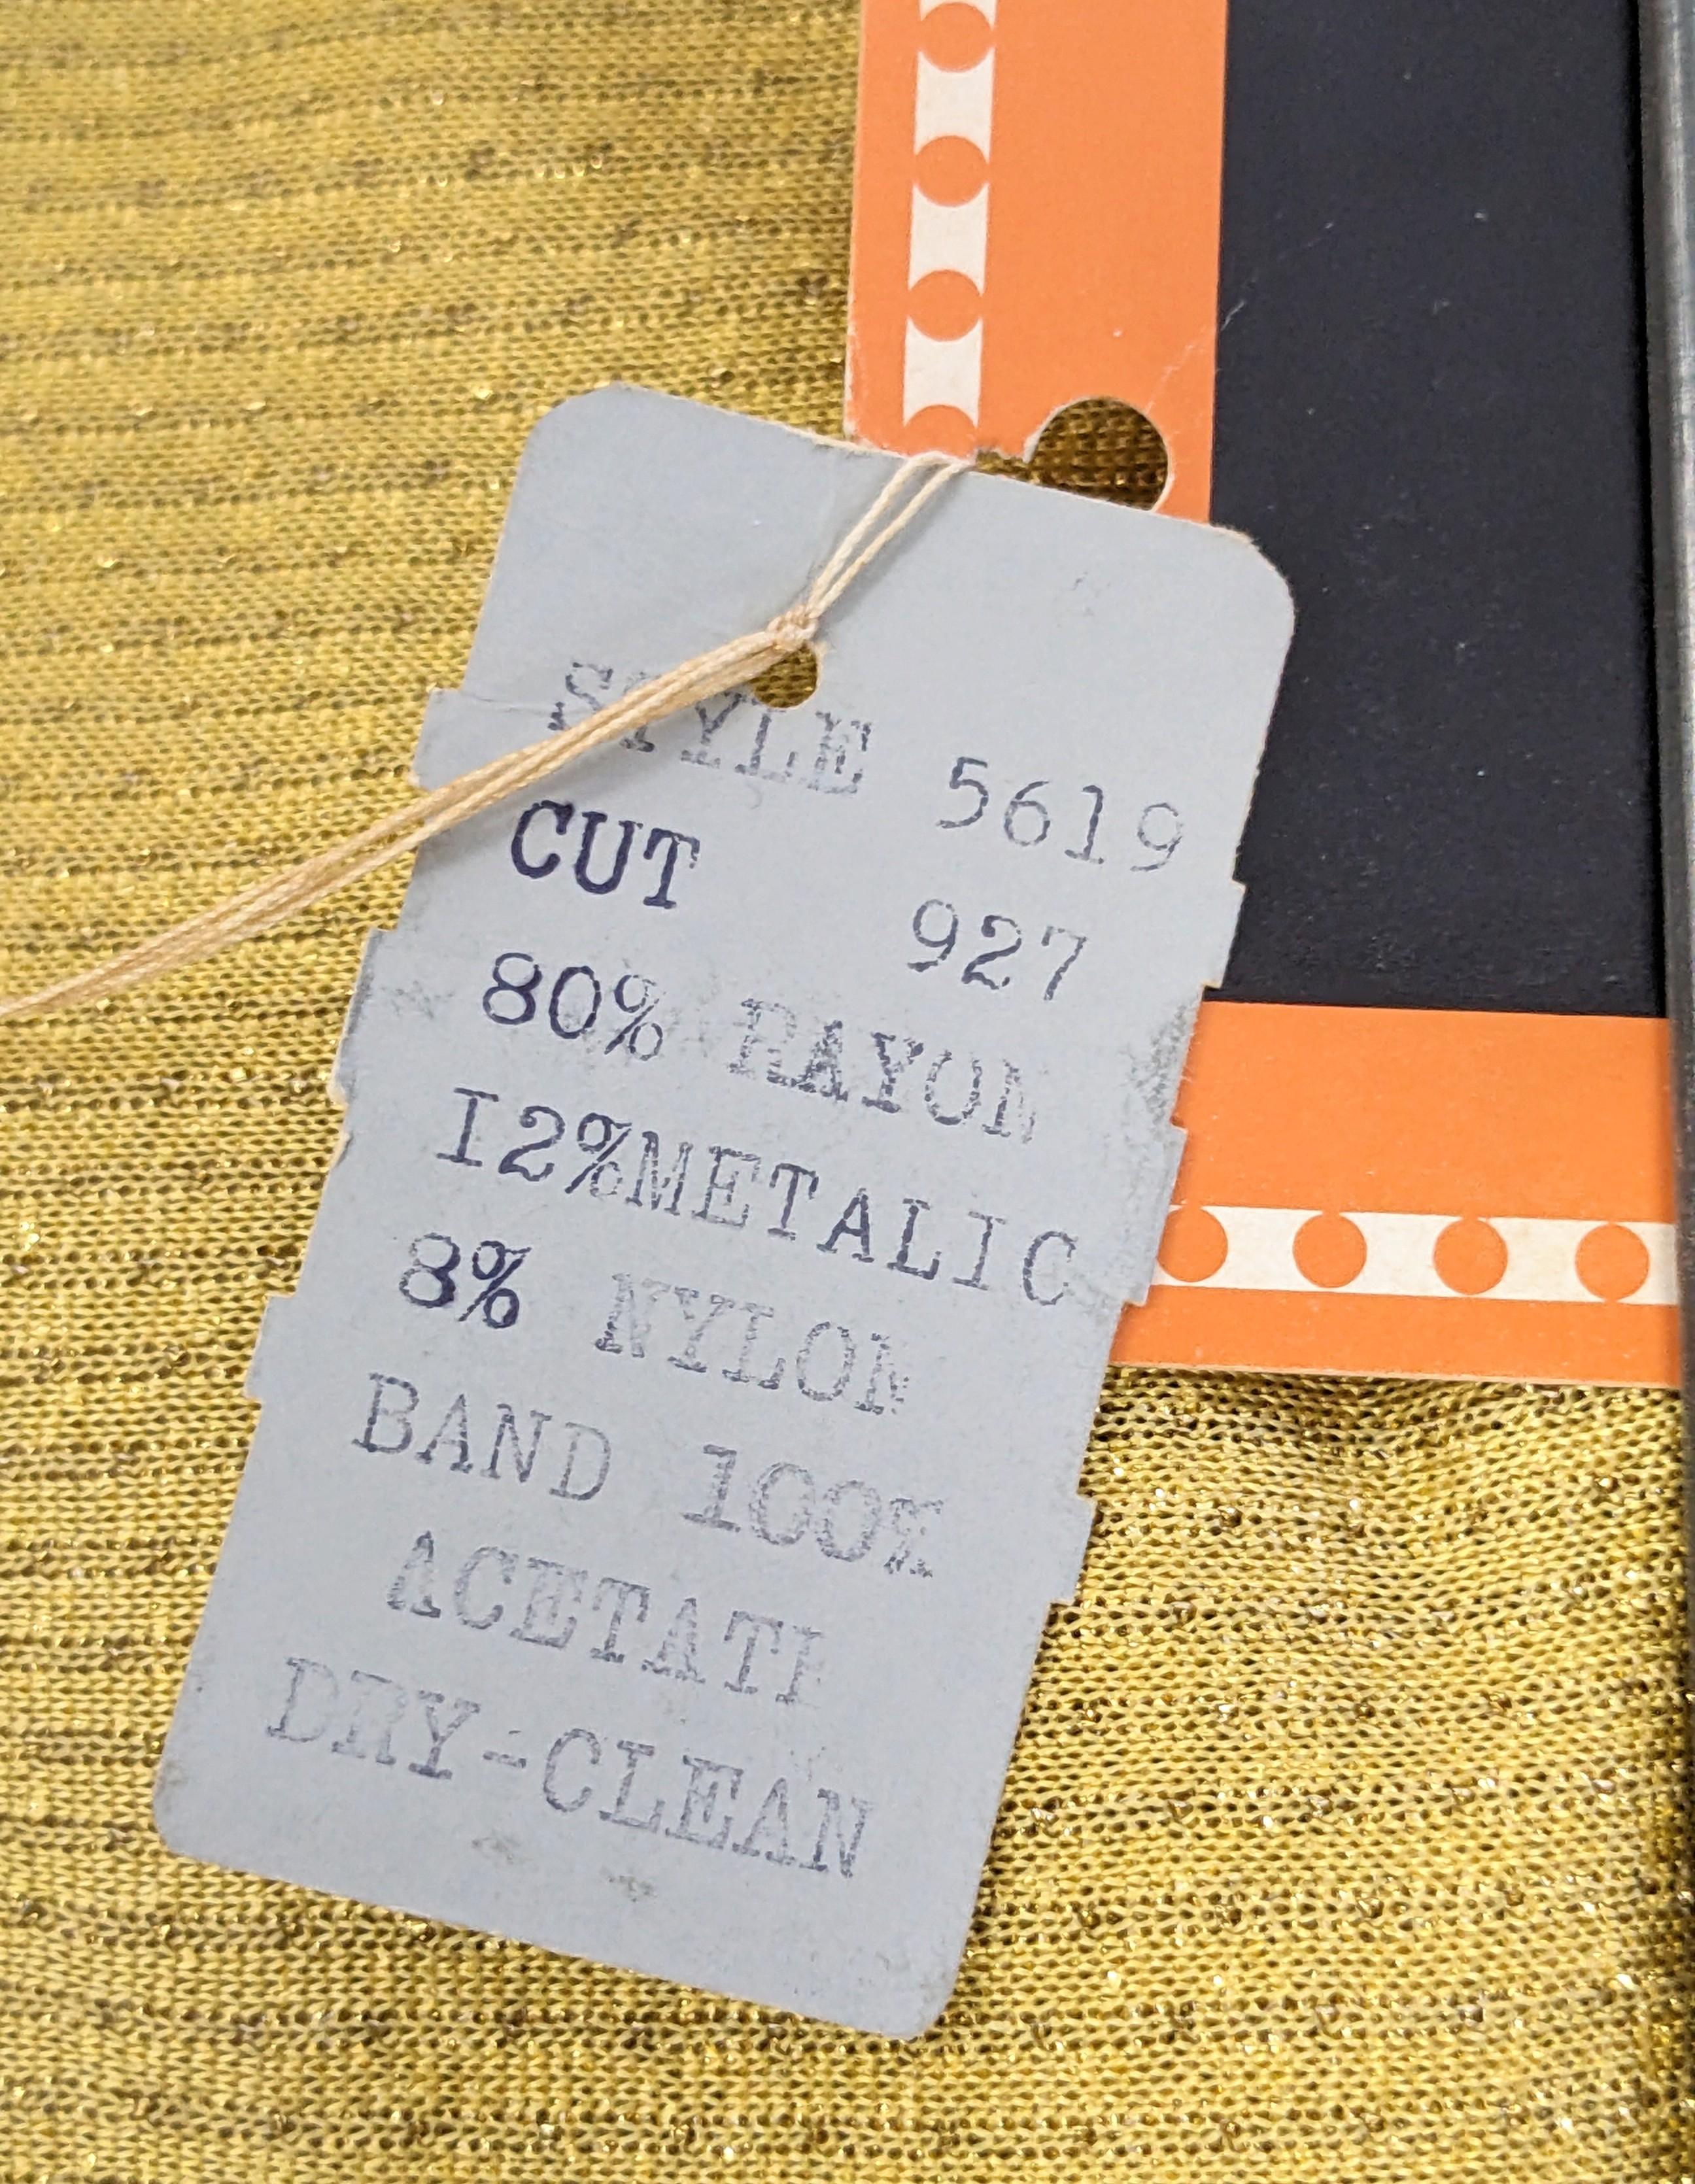 STYLE 5619
CUT 927
80% RAYON
12%METALIC
8% NYLON
BAND 100%
ACETATE
DRY-CLEAN